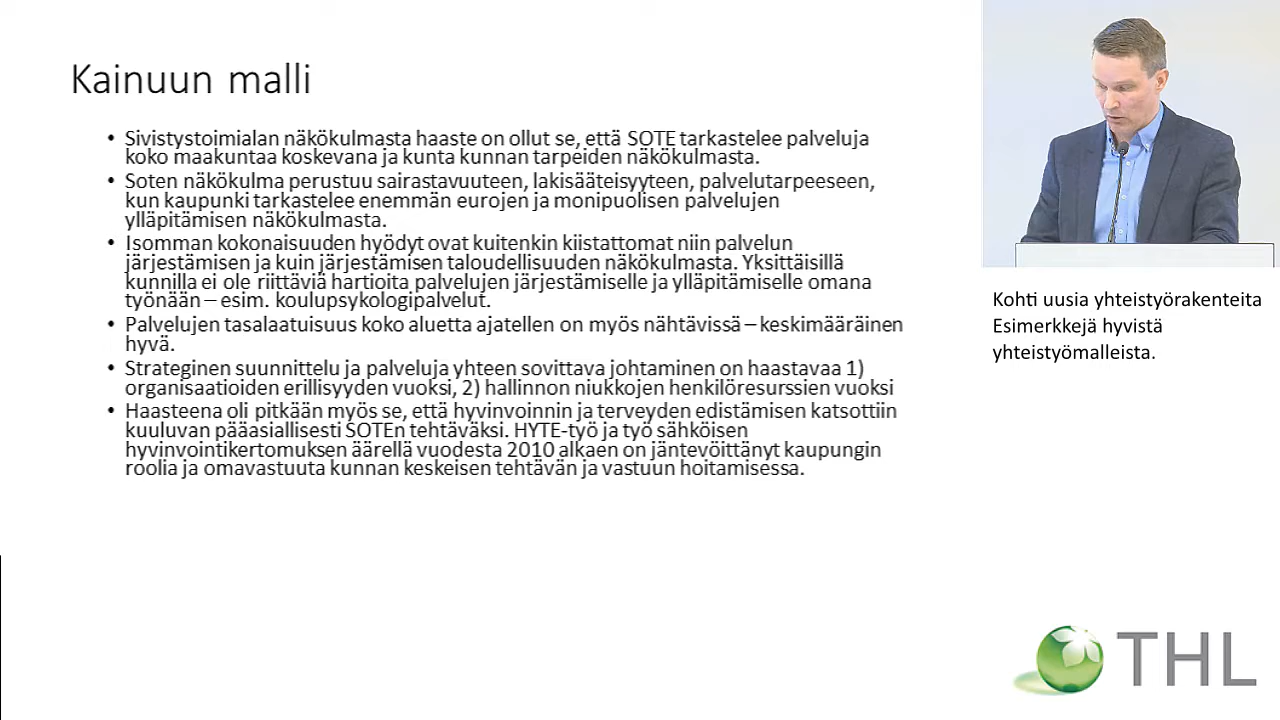 Kainuun malli
• Sivistystoimialan näkökulmasta haaste on ollut se, että SOTE tarkastelee palveluja
koko maakuntaa koskevana ja kunta kunnan tarpeiden näkökulmasta.
• Soten näkökulma perustuu sairastavuuteen, lakisääteisyyteen, palvelutarpeeseen,
kun kaupunki tarkastelee enemmän eurojen ja monipuolisen palvelujen
ylläpitämisen näkökulmasta.
• Isomman kokonaisuuden hyödyt ovat kuitenkin kiistattomat niin palvelun
järjestämisen ja kuin järjestämisen taloudellisuuden näkökulmasta. Yksittäisillä
kunnilla ei ole riittäviä hartioita palvelujen järjestämiselle ja ylläpitämiselle omana
työnään – esim. koulupsykologipalvelut.
• Palvelujen tasalaatuisuus koko aluetta ajatellen on myös nähtävissä – keskimääräinen
hyvä.
• Strateginen suunnittelu ja palveluja yhteen sovittava johtaminen on haastavaa 1)
organisaatioiden erillisyyden vuoksi, 2) hallinnon niukkojen henkilöresurssien vuoksi
• Haasteena oli pitkään myös se, että hyvinvoinnin ja terveyden edistämisen katsottiin
kuuluvan pääasiallisesti SOTEn tehtäväksi. HYTE-työ ja työ sähköisen
hyvinvointikertomuksen äärellä vuodesta 2010 alkaen on jäntevöittänyt kaupungin
roolia ja omavastuuta kunnan keskeisen tehtävän ja vastuun hoitamisessa.
Kohti uusia yhteistyörakenteita
Esimerkkejä hyvistä
yhteistyömalleista.
THL